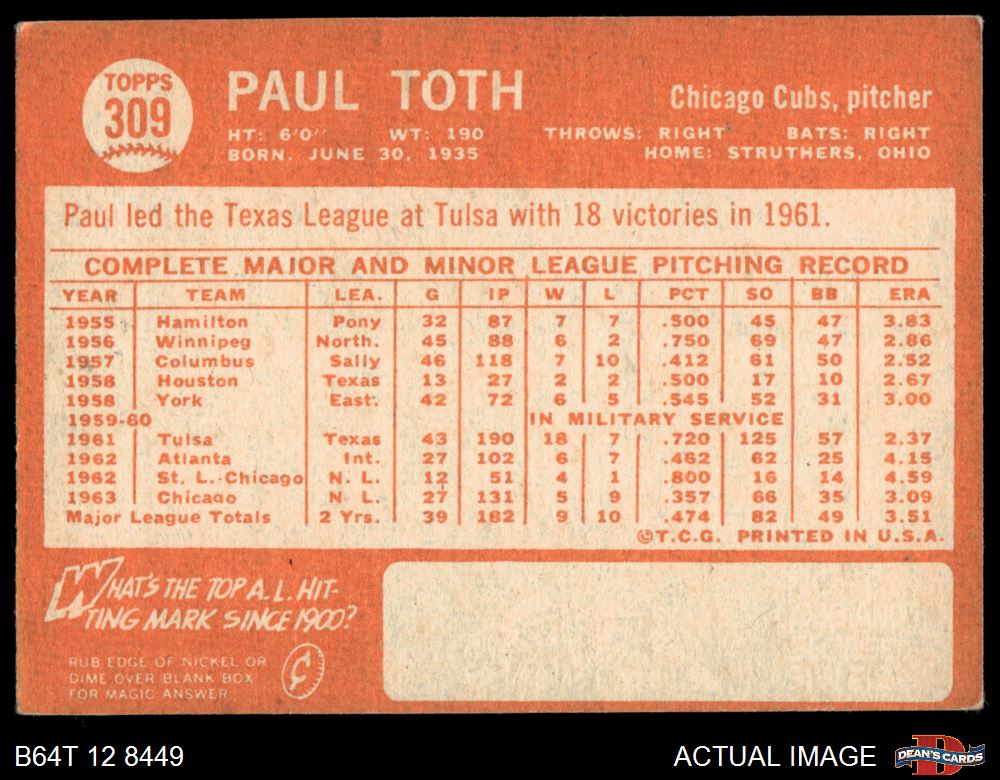 TOPPS
309
PAUL TOTH
Chicago Cubs, pitcher
HT: 6'0" WT: 190 THROWS: RIGHT BATS: RIGHT
BORN. JUNE 30, 1935 HOME: STRUTHERS, OHIO
Paul led the Texas League at Tulsa with 18 victories in 1961.
COMPLETE MAJOR AND MINOR LEAGUE PITCHING RECORD
YEAR TEAM LEA. G IP W L PCT SO BB ERA
1955 Hamilton Pony 32 87 7 7 .500 45 47 3.83
1956 Winnipeg North. 45 88 6 2 .750 69 47 2.86
1957 Columbus Sally 46 118 7 10 .412 61 50 2.52
1958 Houston Texas 13 27 2 2 .500 17 10 2.67
1958 York East. 42 72 6 5 .545 52 31 3.00
1959-60 IN MILITARY SERVICE
1961 Tulsa Texas 43 190 18 7 .720 125 57 2.37
1962 Atlanta Int. 27 102 6 7 .462 62 25 4.15
1962 St. L.-Chicago N. L. 12 51 4 1 .800 16 14 4.59
1963 Chicago N. L. 27 131 5 9 .357 66 35 3.09
Major League Totals 2 Yrs. 39 182 9 10 .474 82 49 3.51
©T.C.G. PRINTED IN U.S.A.
WHAT'S THE TOP A.L. HIT-
TING MARK SINCE 1900?
RUB EDGE OF NICKEL OR
DIME OVER BLANK BOX
FOR MAGIC ANSWER
¢
B64T 12 8449
ACTUAL IMAGE
D
DEAN'S CARDS